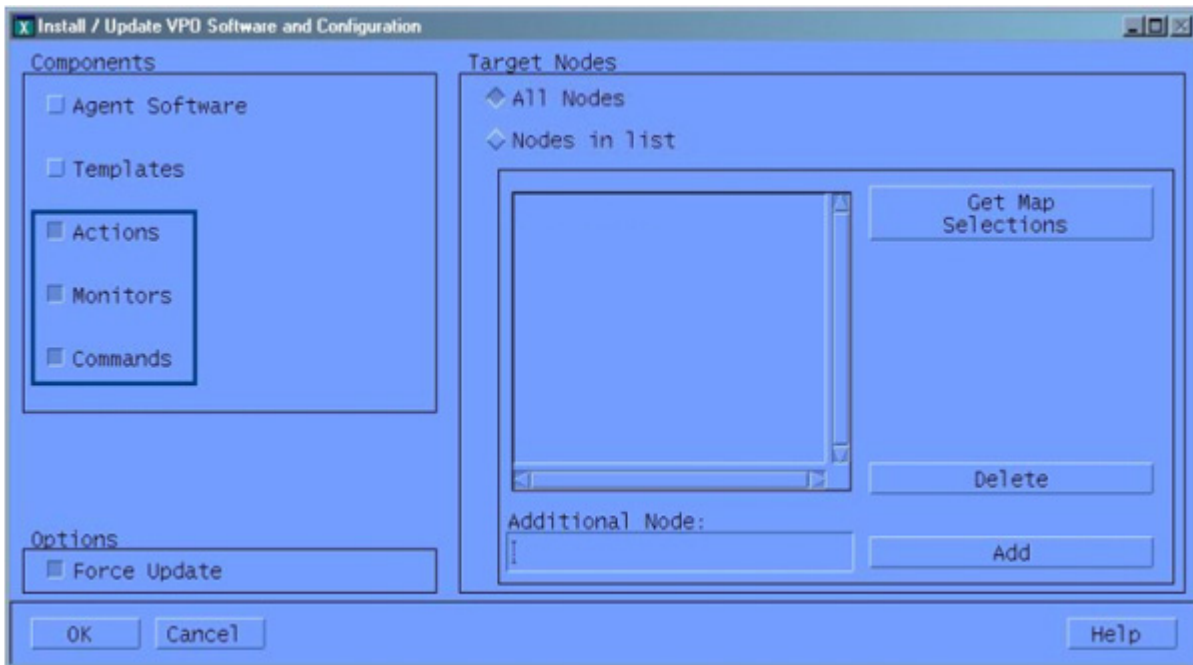 Install / Update VPO Software and Configuration
Components
Agent Software
Templates
Actions
Monitors
Commands
Options
Force Update
Target Nodes
All Nodes
Nodes in list
Get Map
Selections
Delete
Additional Node:
Add
OK
Cancel
Help